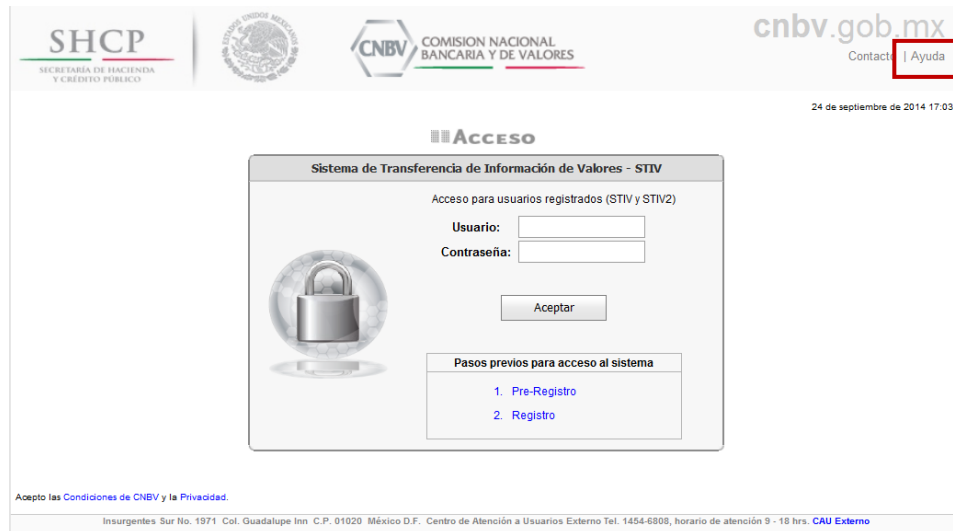 SHCP
SECRETARÍA DE HACIENDA
Y CRÉDITO PÚBLICO
ESTADOS UNIDOS MEXICANOS
CNBV
COMISION NACIONAL
BANCARIA Y DE VALORES
cnbv.gob.mx
Contacto | Ayuda
24 de septiembre de 2014 17:03
ACCESO
Sistema de Transferencia de Información de Valores - STIV
Acceso para usuarios registrados (STIV y STIV2)
Usuario:
Contraseña:
Aceptar
Pasos previos para acceso al sistema
1. Pre-Registro
2. Registro
Acepto las Condiciones de CNBV y la Privacidad.
Insurgentes Sur No. 1971 Col. Guadalupe Inn C.P. 01020 México D.F. Centro de Atención a Usuarios Externo Tel. 1454-6808, horario de atención 9 - 18 hrs. CAU Externo